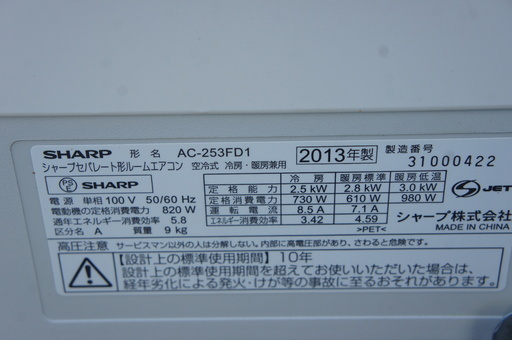 SHARP 形名 AC-253FD1 2013年製 製造番号
シャープセパレート形ルームエアコン 空冷式 冷房・暖房兼用 31000422
PSE SHARP
冷房 暖房標準 暖房低温
定格能力 2.5 kW 2.8 kW 3.0 kW
電源 単相100 V 50/60 Hz 定格消費電力 730 W 610 W 980 W
電動機の定格消費電力 820 W 運転電流 8.5 A 7.1 A
通年エネルギー消費効率 5.8 エネルギー消費効率 3.42 4.59
区分名 A 質量 9 kg >PET<
JET
シャープ株式会社
MADE IN CHINA
高圧注意 サービスマン以外は分解しない、内部に高電圧部があり、さわると危険です。
【設計上の標準使用期間】10年
設計上の標準使用期間を超えてお使いいただいた場合は、
経年劣化による発火・けが等の事故に至るおそれがあります。